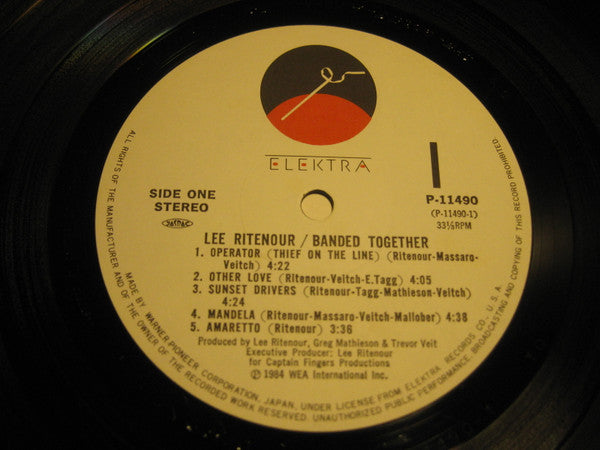 ELEKTRA
SIDE ONE
STEREO
JASRAC
I
P-11490
(P-11490-1)
33⅓RPM
LEE RITENOUR / BANDED TOGETHER
1. OPERATOR (THIEF ON THE LINE) (Ritenour-Massaro-
Veitch) 4:22
2. OTHER LOVE (Ritenour-Veitch-E.Tagg) 4:05
3. SUNSET DRIVERS (Ritenour-Tagg-Mathieson-Veitch)
4:24
4. MANDELA (Ritenour-Massaro-Veitch-Mallober) 4:38
5. AMARETTO (Ritenour) 3:36
Produced by Lee Ritenour, Greg Mathieson & Trevor Veit
Executive Producer; Lee Ritenour
for Captain Fingers Productions
Ⓟ1984 WEA International Inc.
ALL RIGHTS OF THE MANUFACTURER AND OF THE OWNER OF THE RECORDED WORK RESERVED. UNAUTHORIZED PUBLIC PERFORMANCE, BROADCASTING AND COPYING OF THIS RECORD PROHIBITED
MADE BY WARNER-PIONEER CORPORATION, JAPAN, UNDER LICENSE FROM ELEKTRA RECORDS CO., U.S.A.